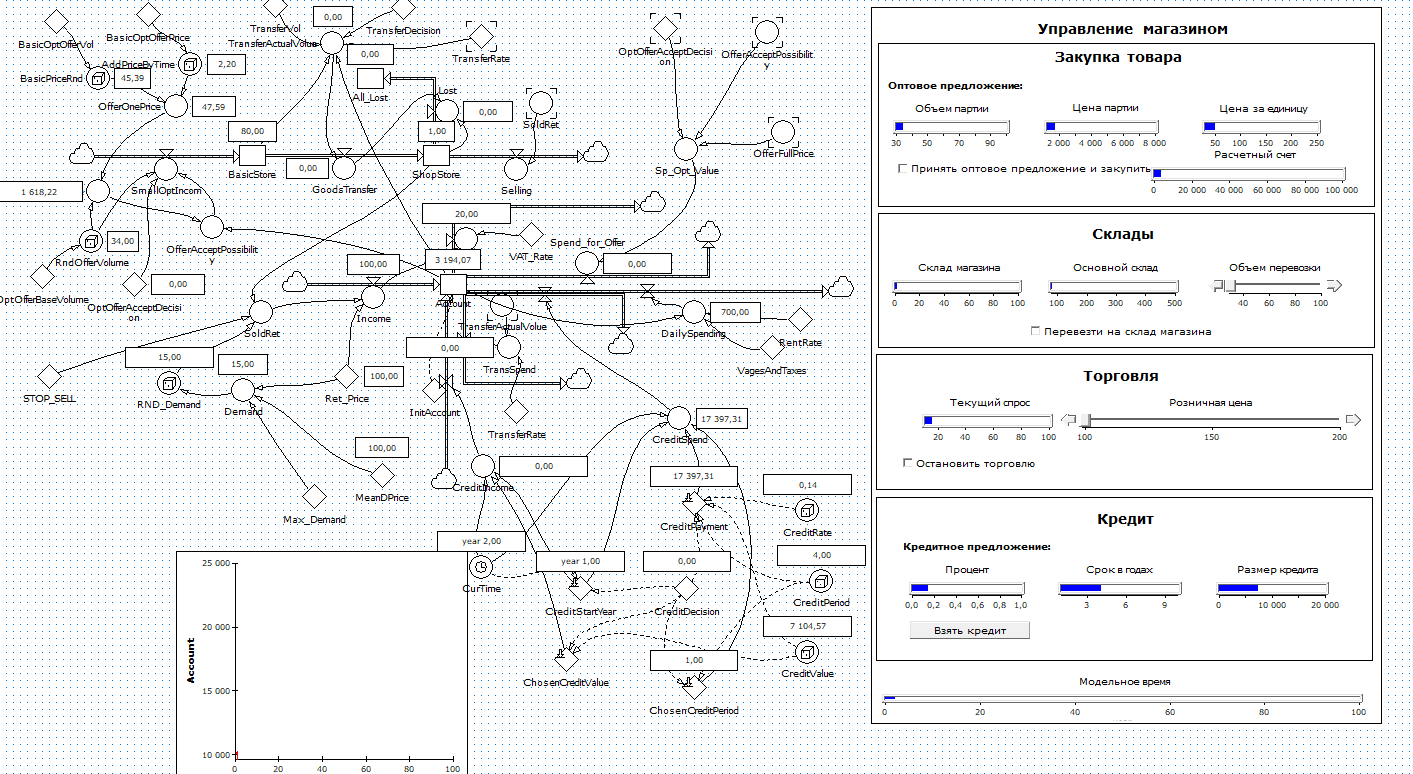 BasicOptOfferVol
BasicOptOfferPrice
TransferVol
0,00
TransferDecision
TransferActualVolue
TransferRate
OptOfferAcceptDecisi
on
OfferAcceptPossibilit
y
AddPriceByTime
2,20
BasicPriceRnd
45,39
0,00
All_Lost
Lost
0,00
SoldRet
OfferOnePrice
47,59
80,00
1,00
OfferFullPrice
BasicStore
0,00
GoodsTransfer
ShopStore
Selling
Sp_Opt_Value
1 618,22
SmallOptIncom
20,00
34,00
RndOfferVolume
OfferAcceptPossibilit
y
VAT_Rate
Spend_for_Offer
0,00
3 194,07
100,00
OptOfferBaseVolume
0,00
OptOfferAcceptDecisi
on
Account
Income
TransferActualVolue
SoldRet
DailySpending
700,00
RentRate
VagesAndTaxes
0,00
TransSpend
15,00
15,00
STOP_SELL
RND_Demand
Demand
Ret_Price
100,00
InitAccount
TransferRate
CreditSpend
17 397,31
100,00
MeanDPrice
Max_Demand
CreditIncome
0,00
17 397,31
CreditPayment
0,14
CreditRate
year 2,00
CurTime
year 1,00
CreditStartYear
0,00
CreditDecision
4,00
CreditPeriod
7 104,57
CreditValue
ChosenCreditValue
1,00
ChosenCreditPeriod
Account
25 000
20 000
15 000
10 000
0 20 40 60 80 100
Управление магазином
Закупка товара
Оптовое предложение:
Объем партии
Цена партии
Цена за единицу
30 50 70 90
2 000 4 000 6 000 8 000
50 100 150 200 250
Расчетный счет
Принять оптовое предложение и закупить
0 20 000 40 000 60 000 80 000 100 000
Склады
Склад магазина
Основной склад
Объем перевозки
0 20 40 60 80 100
100 200 300 400 500
40 60 80 100
Перевезти на склад магазина
Торговля
Текущий спрос
Розничная цена
20 40 60 80 100
100 150 200
Остановить торговлю
Кредит
Кредитное предложение:
Процент
Срок в годах
Размер кредита
0,0 0,2 0,4 0,6 0,8 1,0
3 6 9
0 10 000 20 000
Взять кредит
Модельное время
0 20 40 60 80 100